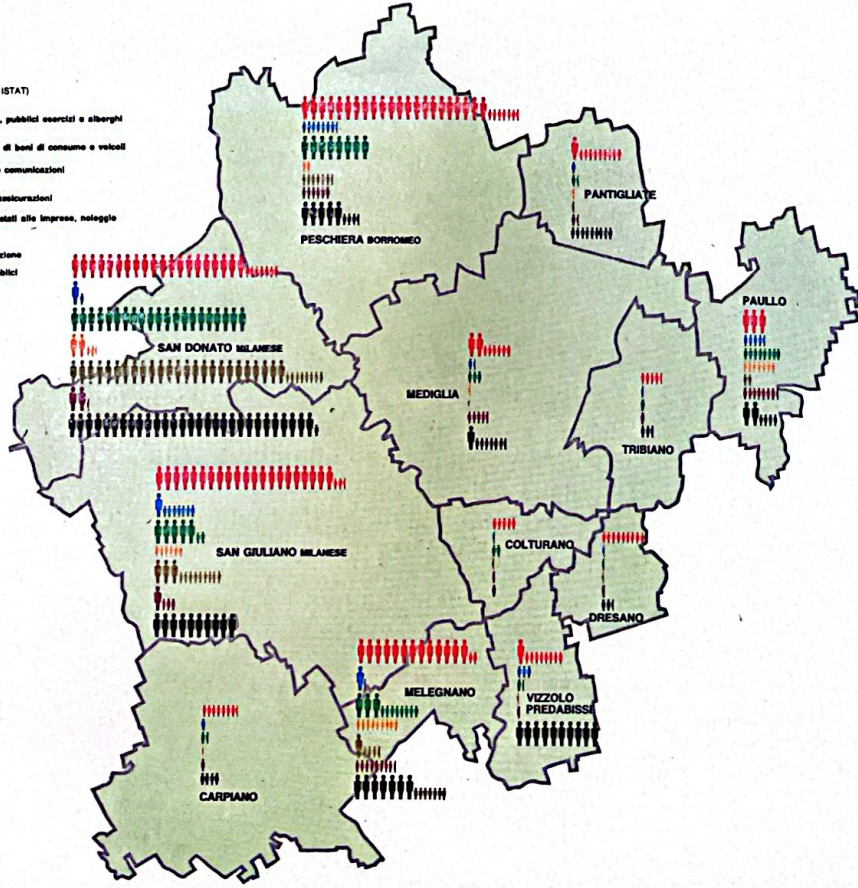 ISTAT)
, pubblici esercizi e alberghi
di beni di consumo e veicoli
comunicazioni
assicurazioni
stati alle imprese, noleggio
zione
blici
PANTIGLIATE
PESCHIERA BORROMEO
PAULLO
SAN DONATO MILANESE
MEDIGLIA
TRIBIANO
COLTURANO
SAN GIULIANO MILANESE
DRESANO
MELEGNANO
VIZZOLO
PREDABISSI
CARPIANO